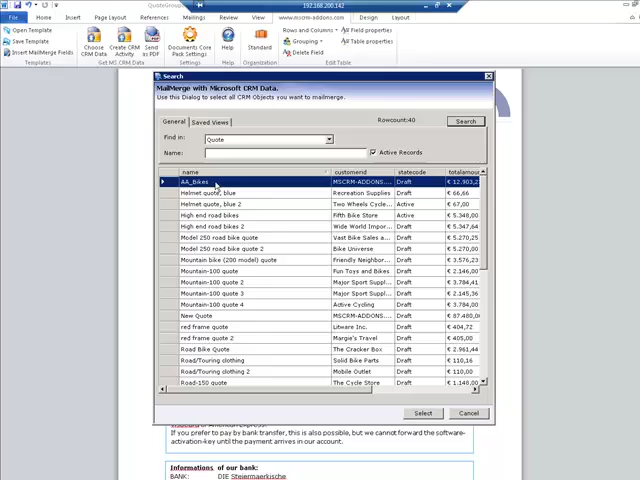 QuoteGroup
192.168.200.142
File Home Insert Page Layout References Mailings Review View www.mscrm-addons.com Design Layout
Open Template
Save Template
Insert MailMerge Fields
Templates
Choose CRM Data
Create CRM Activity
Send as PDF
Get MS CRM Data
Documents Core Pack Settings
Settings
Help
Help
Standard
Organization
Rows and Columns
Grouping
Delete Field
Field properties
Table properties
Edit Table
Search
MailMerge with Microsoft CRM Data.
Use this Dialog to select all CRM Objects you want to mailmerge.
General Saved Views
Rowcount:40
Search
Find in: Quote
Name:
Active Records
name customerid statecode totalamou
AA_Bikes MSCRM-ADDONS.... Draft € 12.903,2
Helmet quote, blue Recreation Supplies Draft € 66,66
Helmet quote, blue 2 Two Wheels Cycle... Active € 67,00
High end road bikes Fifth Bike Store Active € 5.348,00
High end road bikes 2 Wide World Impor... Draft € 5.346,00
Model 250 road bike quote Vast Bike Sales a... Draft € 5.270,25
Model 250 road bike quote 2 Bike Universe Draft € 5.270,00
Mountain bike (200 model) quote Friendly Neighbor... Draft € 3.576,23
Mountain-100 quote Fun Toys and Bikes Draft € 2.146,00
Mountain-100 quote 2 Major Sport Suppl... Draft € 3.784,41
Mountain-100 quote 3 Major Sport Suppl... Draft € 2.145,36
Mountain-100 quote 4 Active Cycling Draft € 3.784,00
New Quote MSCRM-ADDONS.... Draft € 87.480,00
red frame quote Litware Inc. Draft € 404,72
red frame quote 2 Margie's Travel Draft € 405,00
Road Bike Quote The Cracker Box Draft € 2.961,44
Road/Touring clothing Solid Bike Parts Draft € 110,16
Road/Touring clothing 2 Mobile Outlet Draft € 110,00
Road-150 quote The Cycle Store Draft € 1.146,00
Select Cancel
If you prefer to pay by bank transfer, this is also possible, but we cannot forward the software-
activation-key until the payment arrives in our account.
Informations of our bank:
BANK: DIE Steiermaerkische